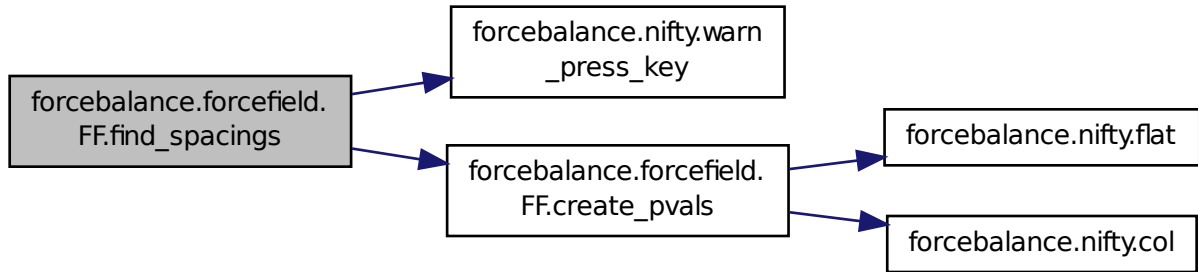 forcebalance.forcefield.
FF.find_spacings
forcebalance.nifty.warn
_press_key
forcebalance.forcefield.
FF.create_pvals
forcebalance.nifty.flat
forcebalance.nifty.col